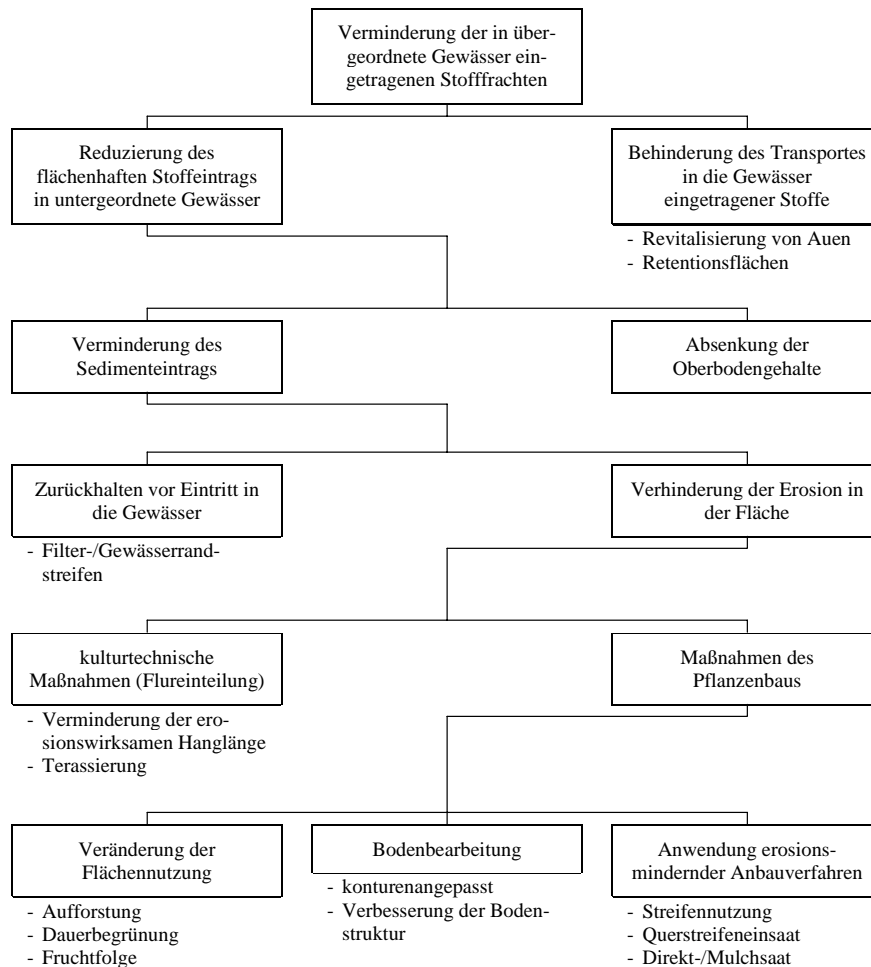 Verminderung der in über-
geordnete Gewässer ein-
getragenen Stofffrachten
Reduzierung des
flächenhaften Stoffeintrags
in untergeordnete Gewässer
Behinderung des Transportes
in die Gewässer
eingetragener Stoffe
- Revitalisierung von Auen
- Retentionsflächen
Verminderung des
Sedimenteintrags
Absenkung der
Oberbodengehalte
Zurückhalten vor Eintritt in
die Gewässer
- Filter-/Gewässerrand-
streifen
Verhinderung der Erosion in
der Fläche
kulturtechnische
Maßnahmen (Flureinteilung)
- Verminderung der ero-
sionswirksamen Hanglänge
- Terassierung
Maßnahmen des
Pflanzenbaus
Veränderung der
Flächennutzung
- Aufforstung
- Dauerbegrünung
- Fruchtfolge
Bodenbearbeitung
- konturenangepasst
- Verbesserung der Boden-
struktur
Anwendung erosions-
mindernder Anbauverfahren
- Streifennutzung
- Querstreifeneinsaat
- Direkt-/Mulchsaat